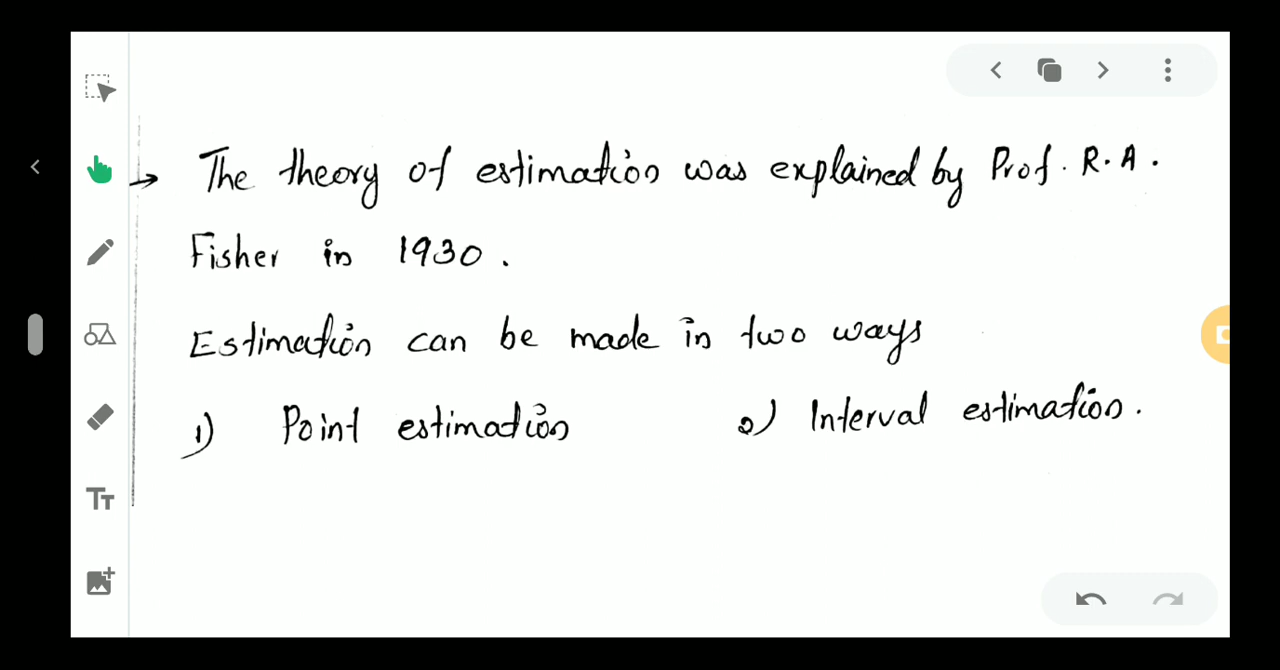 → The theory of estimation was explained by Prof. R.A.
Fisher in 1930.
Estimation can be made in two ways
1) Point estimation 2) Interval estimation.
TT